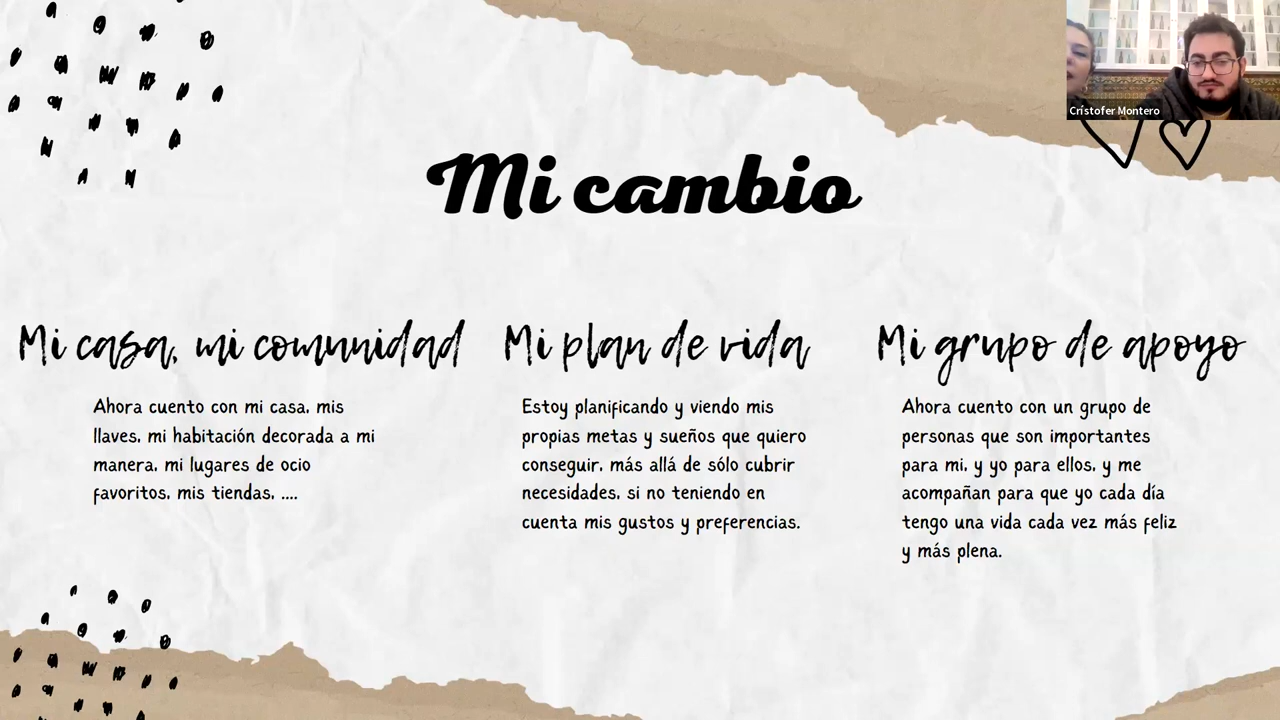 Cristofer Montero
Mi cambio
Mi casa, mi comunidad
Ahora cuento con mi casa, mis
llaves, mi habitación decorada a mi
manera, mi lugares de ocio
favoritos, mis tiendas, ....
Mi plan de vida
Estoy planificando y viendo mis
propias metas y sueños que quiero
conseguir, más allá de sólo cubrir
necesidades, si no teniendo en
cuenta mis gustos y preferencias.
Mi grupo de apoyo
Ahora cuento con un grupo de
personas que son importantes
para mi, y yo para ellos, y me
acompañan para que yo cada día
tengo una vida cada vez más feliz
y más plena.